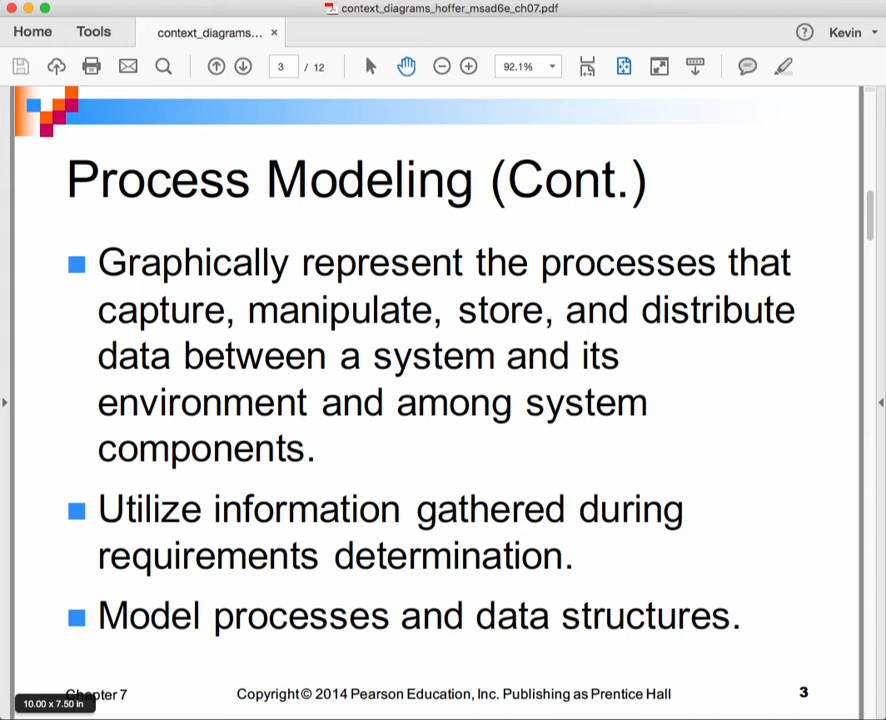 context_diagrams_hoffer_msad6e_ch07.pdf
Home Tools context_diagrams... × ? Kevin
3 / 12 92.1%
Process Modeling (Cont.)
Graphically represent the processes that
capture, manipulate, store, and distribute
data between a system and its
environment and among system
components.
Utilize information gathered during
requirements determination.
Model processes and data structures.
Chapter 7 Copyright © 2014 Pearson Education, Inc. Publishing as Prentice Hall 3
10.00 x 7.50 in